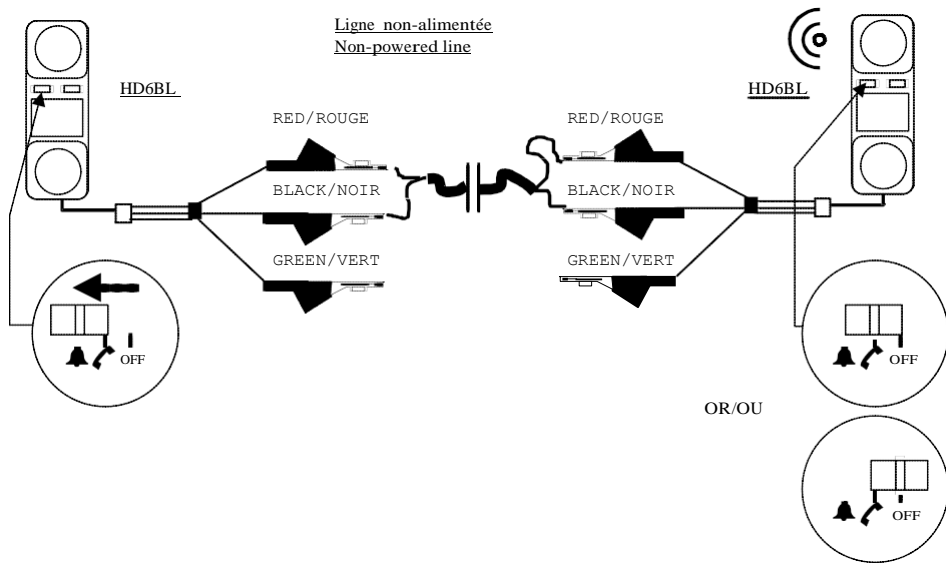 Ligne non-alimentée
Non-powered line
HD6BL
HD6BL
RED/ROUGE
RED/ROUGE
BLACK/NOIR
BLACK/NOIR
GREEN/VERT
GREEN/VERT
OFF
OFF
OR/OU
OFF